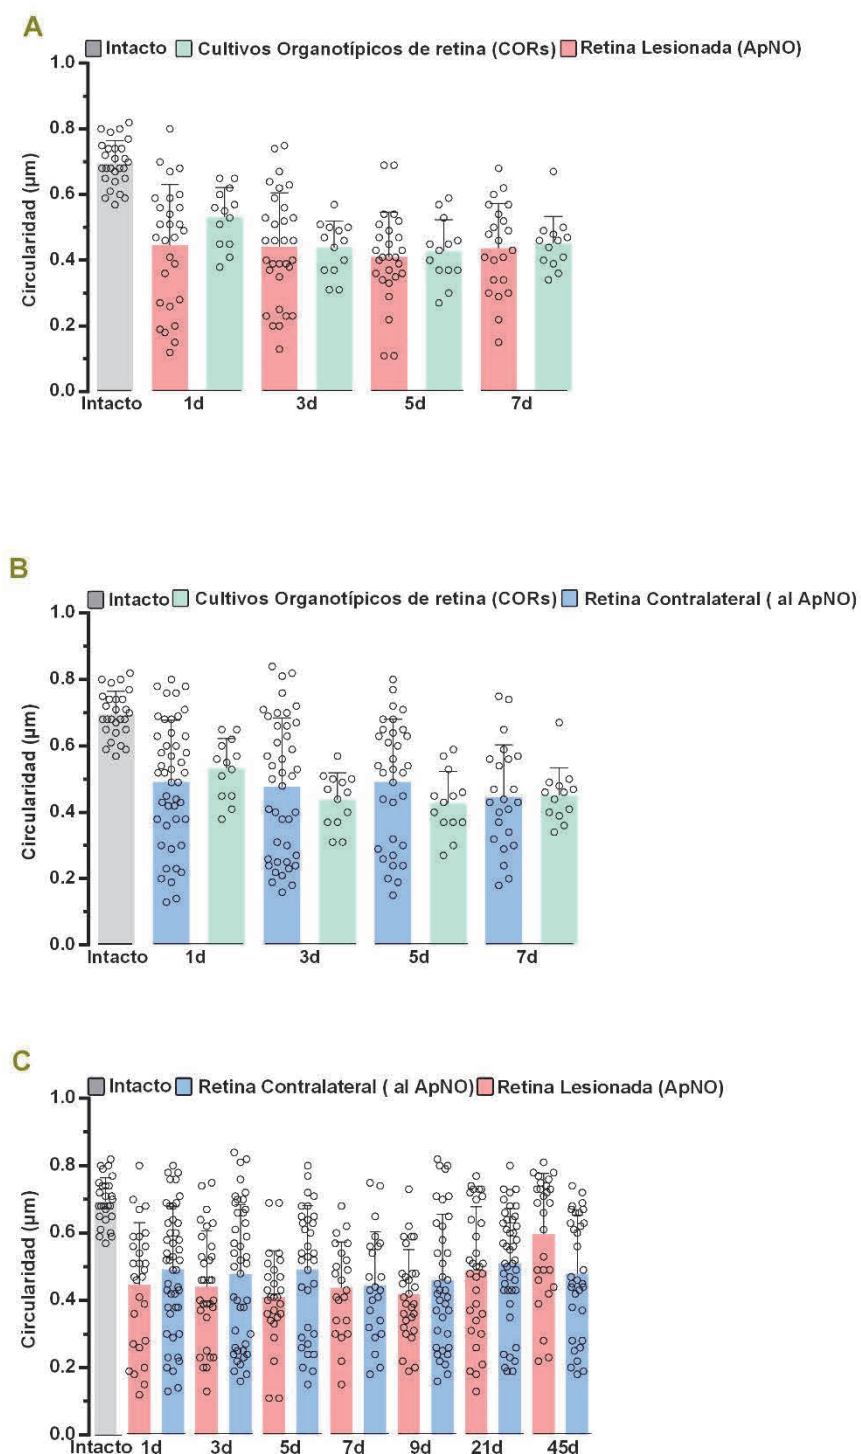 A
Intacto Cultivos Organotípicos de retina (CORs) Retina Lesionada (ApNO)
Circularidad (µm)
1.0
0.8
0.6
0.4
0.2
0.0
Intacto 1d 3d 5d 7d
B
Intacto Cultivos Organotípicos de retina (CORs) Retina Contralateral ( al ApNO)
Circularidad (µm)
1.0
0.8
0.6
0.4
0.2
0.0
Intacto 1d 3d 5d 7d
C
Intacto Retina Contralateral ( al ApNO) Retina Lesionada (ApNO)
Circularidad (µm)
1.0
0.8
0.6
0.4
0.2
0.0
Intacto 1d 3d 5d 7d 9d 21d 45d